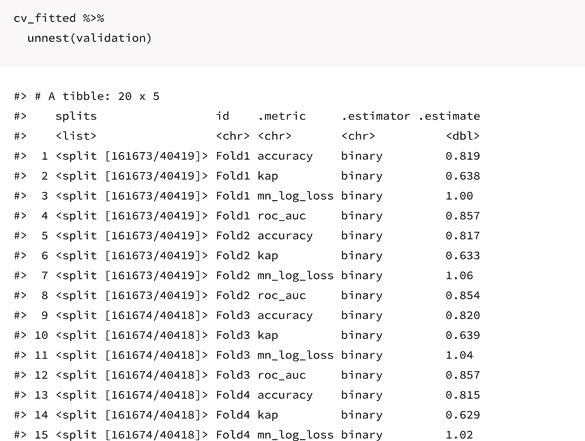 cv_fitted %>%
  unnest(validation)
#> # A tibble: 20 x 5
#>    splits                 id    .metric     .estimator .estimate
#>    <list>                 <chr> <chr>       <chr>          <dbl>
#>  1 <split [161673/40419]> Fold1 accuracy    binary         0.819
#>  2 <split [161673/40419]> Fold1 kap         binary         0.638
#>  3 <split [161673/40419]> Fold1 mn_log_loss binary         1.00
#>  4 <split [161673/40419]> Fold1 roc_auc     binary         0.857
#>  5 <split [161673/40419]> Fold2 accuracy    binary         0.817
#>  6 <split [161673/40419]> Fold2 kap         binary         0.633
#>  7 <split [161673/40419]> Fold2 mn_log_loss binary         1.06
#>  8 <split [161673/40419]> Fold2 roc_auc     binary         0.854
#>  9 <split [161674/40418]> Fold3 accuracy    binary         0.820
#> 10 <split [161674/40418]> Fold3 kap         binary         0.639
#> 11 <split [161674/40418]> Fold3 mn_log_loss binary         1.04
#> 12 <split [161674/40418]> Fold3 roc_auc     binary         0.857
#> 13 <split [161674/40418]> Fold4 accuracy    binary         0.815
#> 14 <split [161674/40418]> Fold4 kap         binary         0.629
#> 15 <split [161674/40418]> Fold4 mn_log_loss binary         1.02